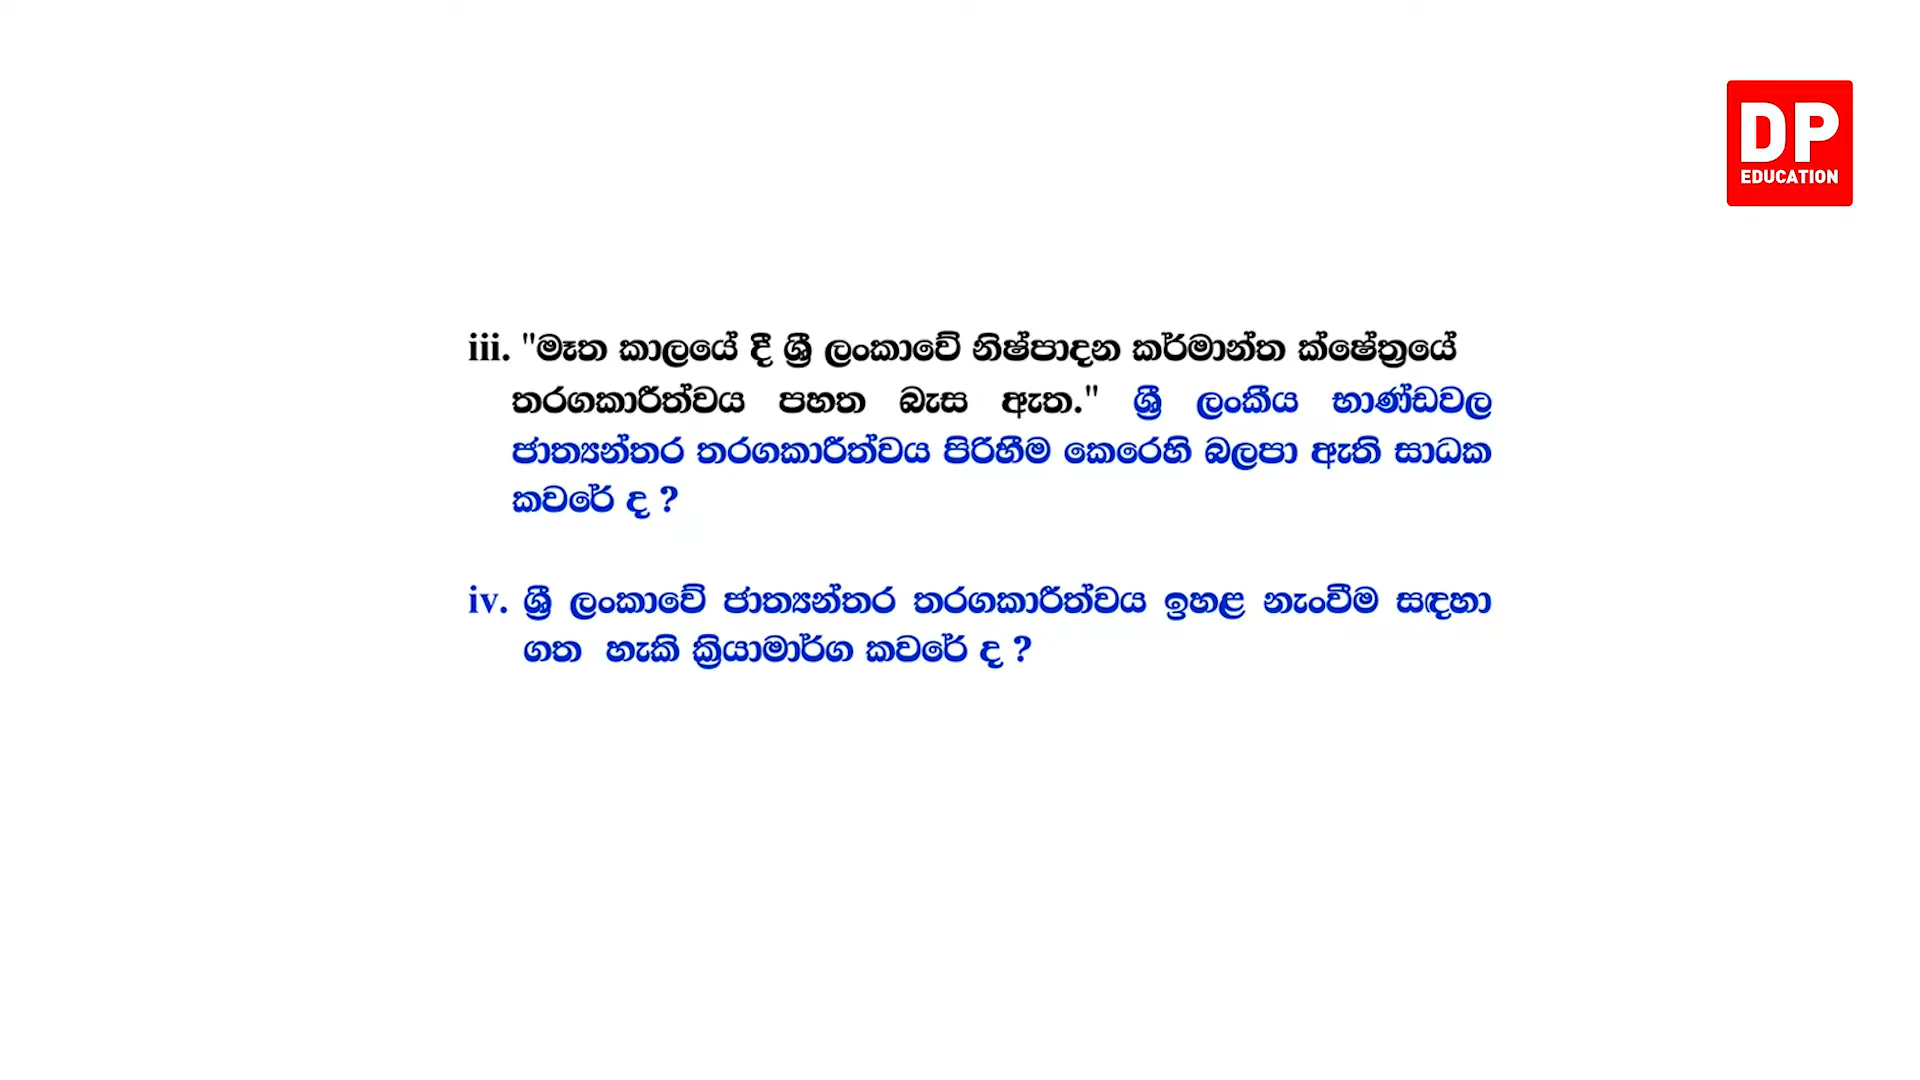 DP
EDUCATION
iii. "මෑත කාලයේ දී ශ්‍රී ලංකාවේ නිෂ්පාදන කර්මාන්ත ක්ෂේත්‍රයේ
තරගකාරීත්වය පහත බැස ඇත." ශ්‍රී ලංකීය භාණ්ඩවල
ජාත්‍යන්තර තරගකාරීත්වය පිරිහීම කෙරෙහි බලපා ඇති සාධක
කවරේ ද ?
iv. ශ්‍රී ලංකාවේ ජාත්‍යන්තර තරගකාරීත්වය ඉහළ නැංවීම සඳහා
ගත හැකි ක්‍රියාමාර්ග කවරේ ද ?